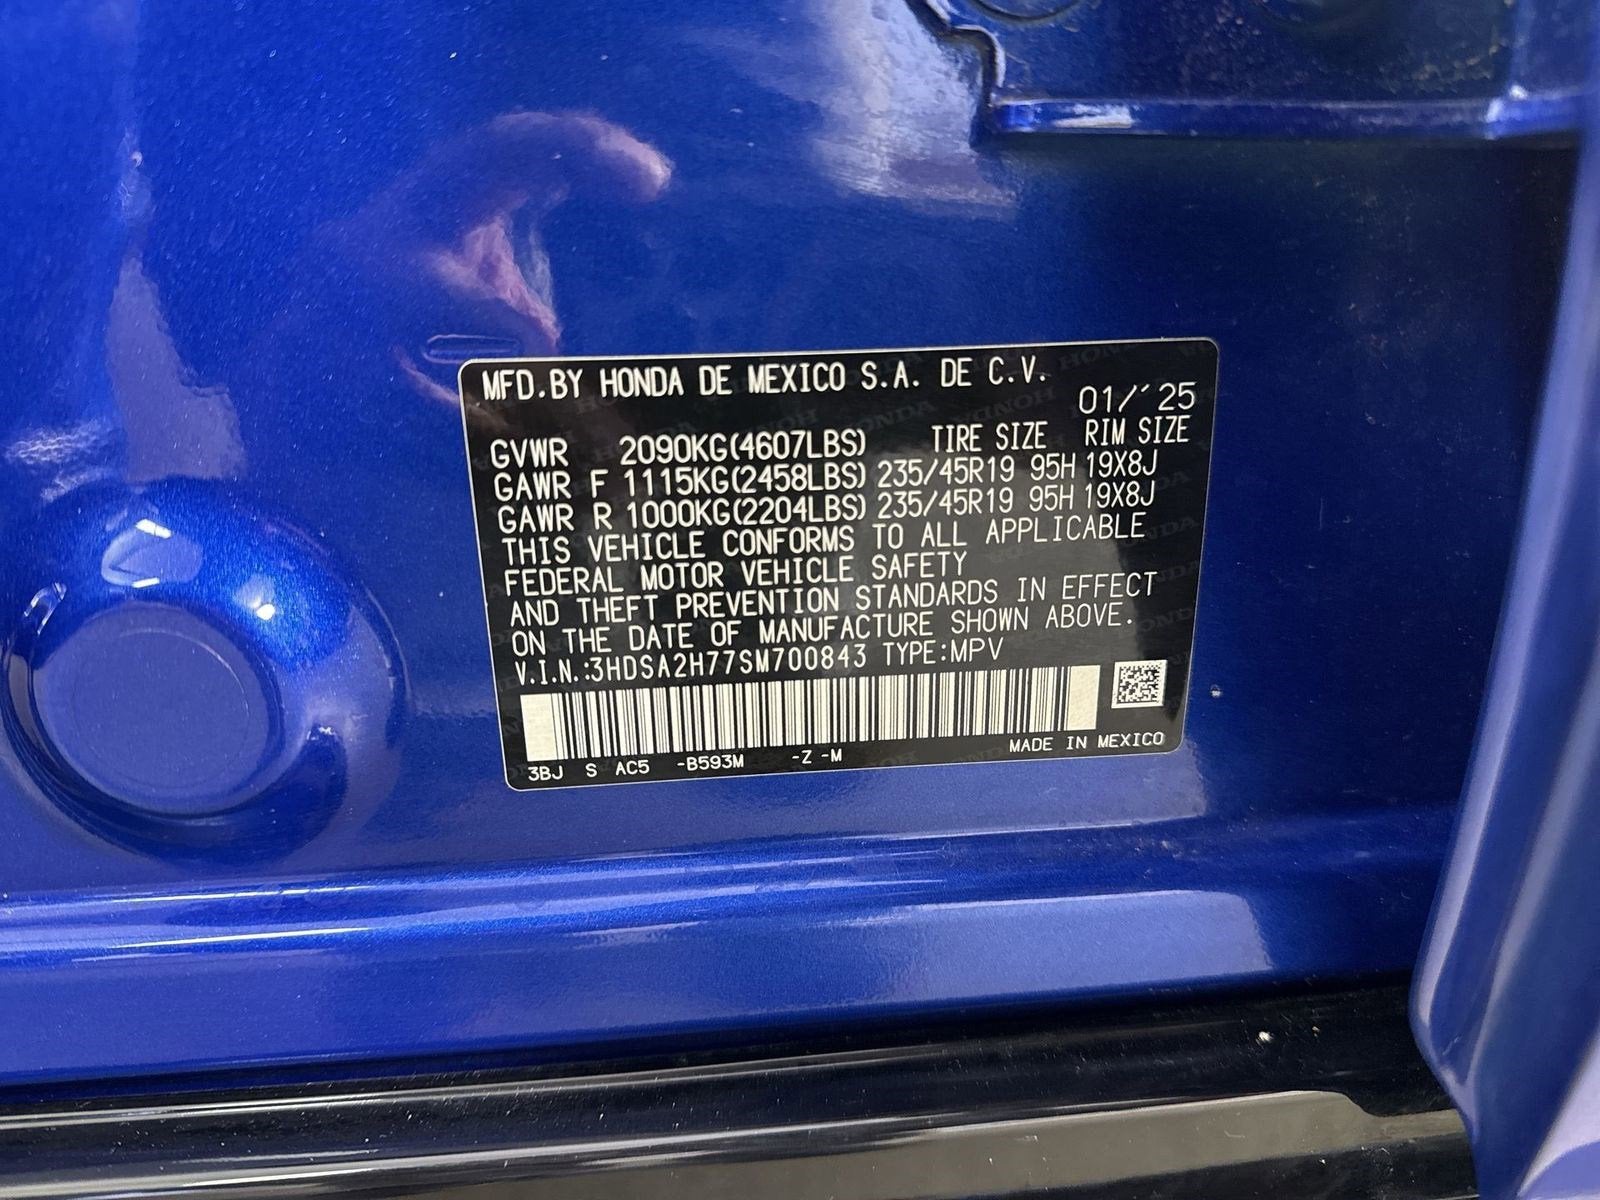 MFD.BY HONDA DE MEXICO S.A. DE C.V.
01/´25
GVWR 2090KG(4607LBS) TIRE SIZE RIM SIZE
GAWR F 1115KG(2458LBS) 235/45R19 95H 19X8J
GAWR R 1000KG(2204LBS) 235/45R19 95H 19X8J
THIS VEHICLE CONFORMS TO ALL APPLICABLE
FEDERAL MOTOR VEHICLE SAFETY
AND THEFT PREVENTION STANDARDS IN EFFECT
ON THE DATE OF MANUFACTURE SHOWN ABOVE.
V.I.N.:3HDSA2H77SM700843 TYPE:MPV
3BJ S AC5 -B593M -Z -M MADE IN MEXICO